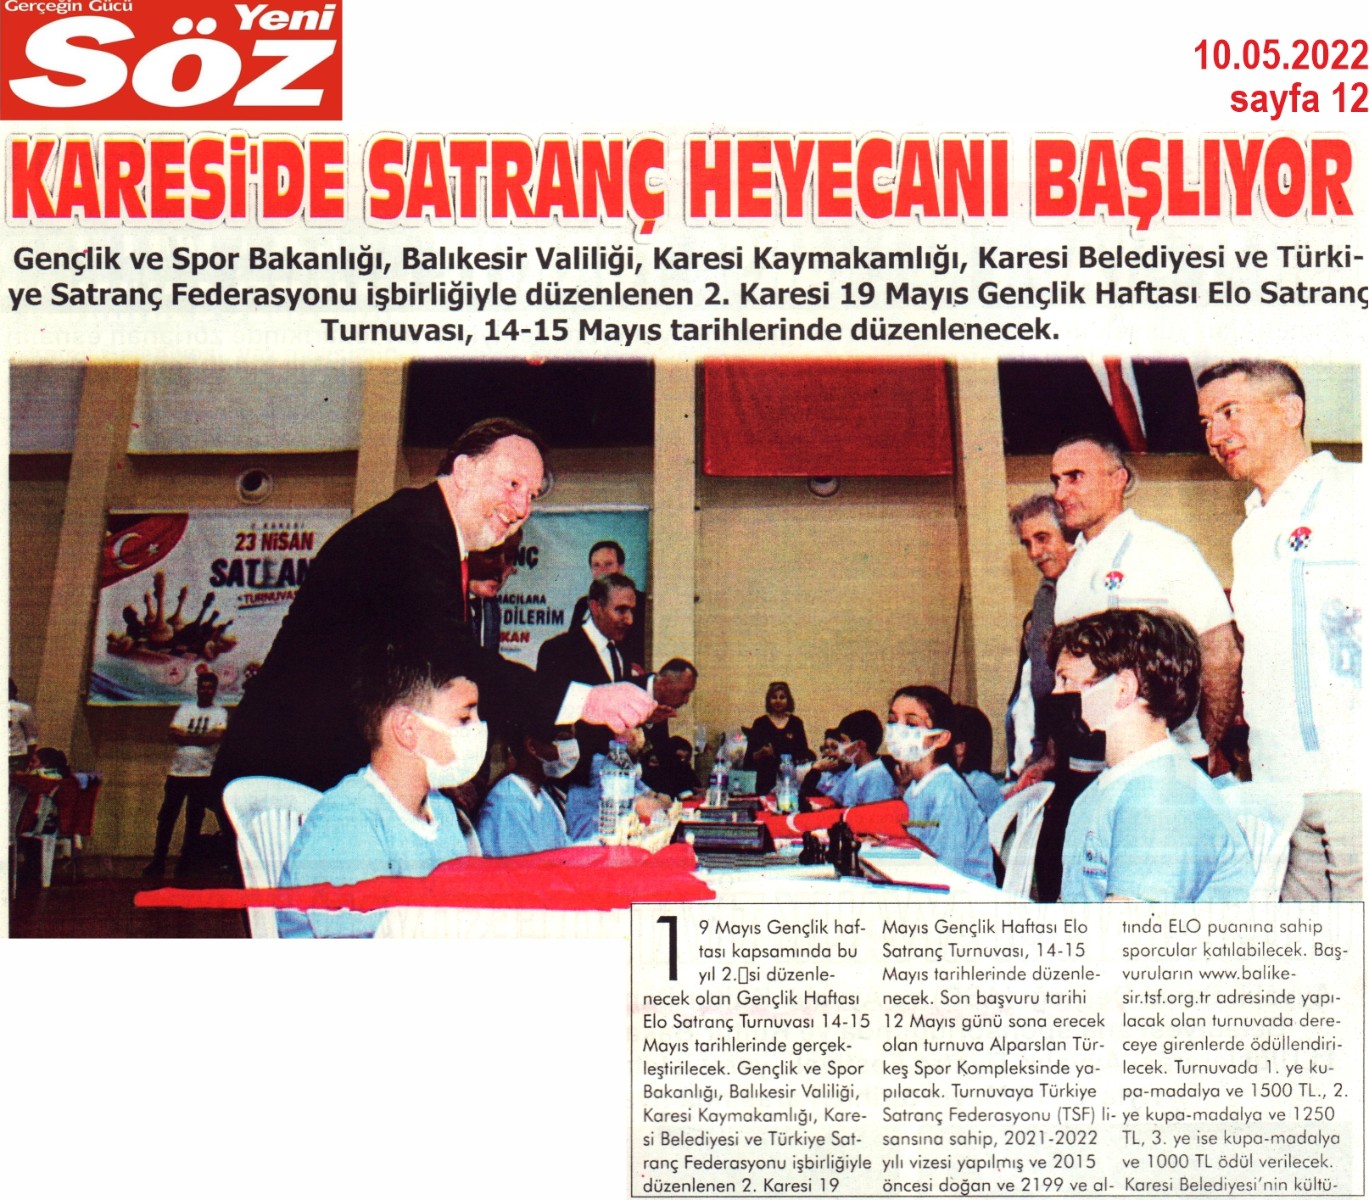 Gerçeğin Gücü
Yeni
SÖZ
10.05.2022
sayfa 12
KARESİ'DE SATRANÇ HEYECANI BAŞLIYOR
Gençlik ve Spor Bakanlığı, Balıkesir Valiliği, Karesi Kaymakamlığı, Karesi Belediyesi ve Türki-
ye Satranç Federasyonu işbirliğiyle düzenlenen 2. Karesi 19 Mayıs Gençlik Haftası Elo Satranç
Turnuvası, 14-15 Mayıs tarihlerinde düzenlenecek.
2. KARESİ
23 NİSAN
SATRAN
TURNUVAS
NÇ
MACILARA
DİLERİM
KAN
19 Mayıs Gençlik haf-
tası kapsamında bu
yıl 2.▯si düzenle-
necek olan Gençlik Haftası
Elo Satranç Turnuvası 14-15
Mayıs tarihlerinde gerçek-
leştirilecek. Gençlik ve Spor
Bakanlığı, Balıkesir Valiliği,
Karesi Kaymakamlığı, Kare-
si Belediyesi ve Türkiye Sat-
ranç Federasyonu işbirliğiyle
düzenlenen 2. Karesi 19
Mayıs Gençlik Haftası Elo
Satranç Turnuvası, 14-15
Mayıs tarihlerinde düzenle-
necek. Son başvuru tarihi
12 Mayıs günü sona erecek
olan turnuva Alparslan Tür-
keş Spor Kompleksinde ya-
pılacak. Turnuvaya Türkiye
Satranç Federasyonu (TSF) li-
sansına sahip, 2021-2022
yılı vizesi yapılmış ve 2015
öncesi doğan ve 2199 ve al-
tında ELO puanına sahip
sporcular katılabilecek. Baş-
vuruların www.balike-
sir.tsf.org.tr adresinde yapı-
lacak olan turnuvada dere-
ceye girenlerde ödüllendiri-
lecek. Turnuvada 1. ye ku-
pa-madalya ve 1500 TL., 2.
ye kupa-madalya ve 1250
TL, 3. ye ise kupa-madalya
ve 1000 TL ödül verilecek.
Karesi Belediyesi'nin kültü-